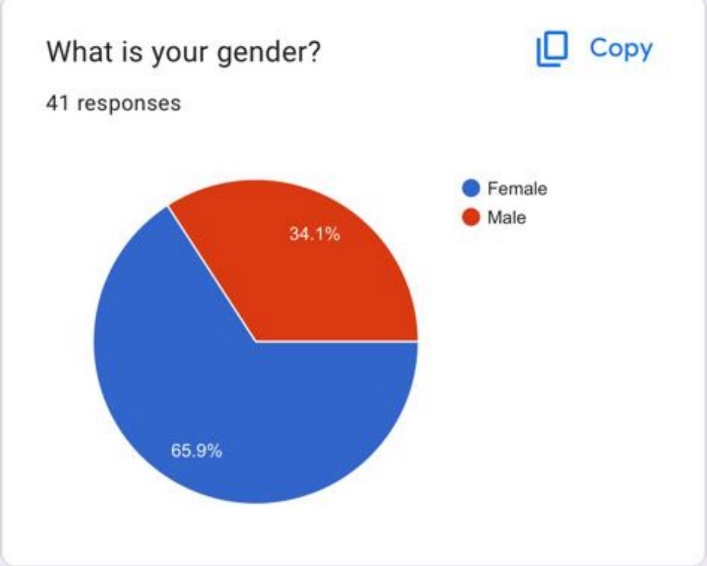 What is your gender?
Copy
41 responses
Female
Male
34.1%
65.9%